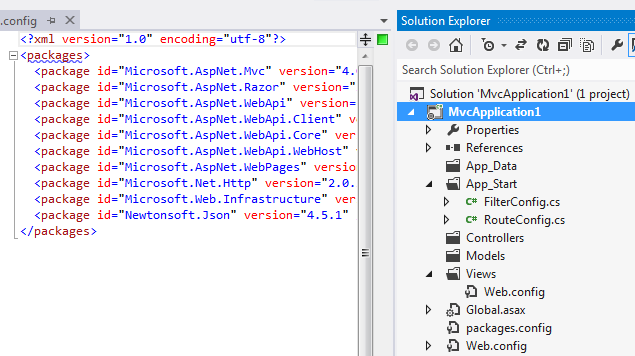 .config
<?xml version="1.0" encoding="utf-8"?>
<packages>
<package id="Microsoft.AspNet.Mvc" version="4.
<package id="Microsoft.AspNet.Razor" version="
<package id="Microsoft.AspNet.WebApi" version=
<package id="Microsoft.AspNet.WebApi.Client"
<package id="Microsoft.AspNet.WebApi.Core" ver
<package id="Microsoft.AspNet.WebApi.WebHost"
<package id="Microsoft.AspNet.WebPages" versio
<package id="Microsoft.Net.Http" version="2.0.
<package id="Microsoft.Web.Infrastructure" ver
<package id="Newtonsoft.Json" version="4.5.1"
</packages>
Solution Explorer
Search Solution Explorer (Ctrl+;)
Solution 'MvcApplication1' (1 project)
MvcApplication1
Properties
References
App_Data
App_Start
C# FilterConfig.cs
C# RouteConfig.cs
Controllers
Models
Views
Web.config
Global.asax
packages.config
Web.config